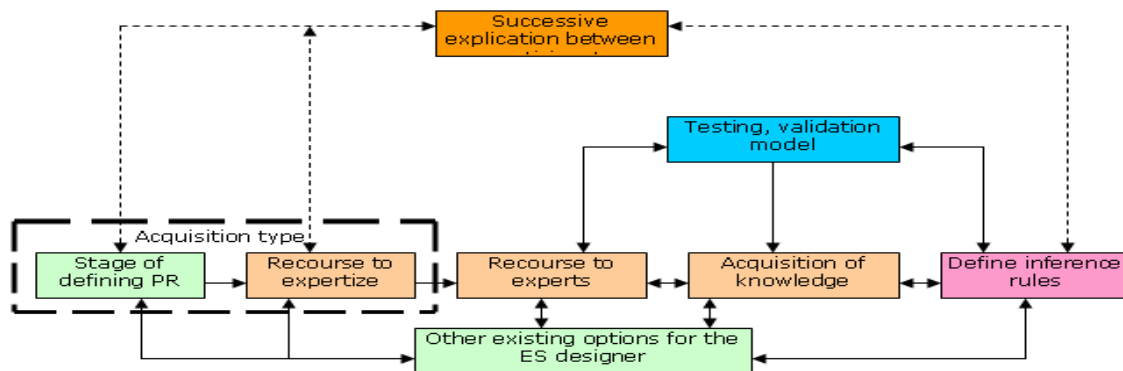 Successive
explication between
Testing, validation
model
Acquisition type
Stage of
defining PR
Recourse to
expertize
Recourse to
experts
Acquisition of
knowledge
Define inference
rules
Other existing options for the
ES designer